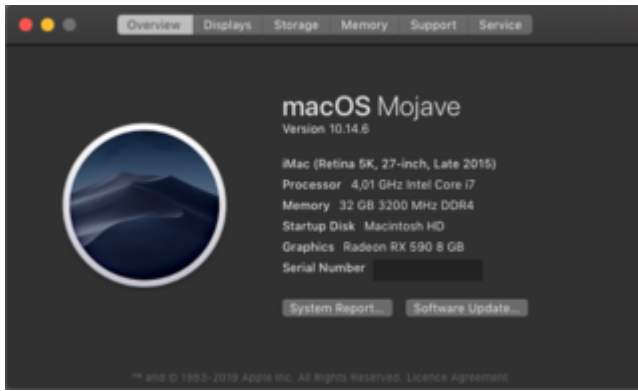 Overview Displays Storage Memory Support Service
macOS Mojave
Version 10.14.6
iMac (Retina 5K, 27-inch, Late 2015)
Processor 4,01 GHz Intel Core i7
Memory 32 GB 3200 MHz DDR4
Startup Disk Macintosh HD
Graphics Radeon RX 590 8 GB
Serial Number
System Report... Software Update...
™ and © 1983-2019 Apple Inc. All Rights Reserved. Licence Agreement